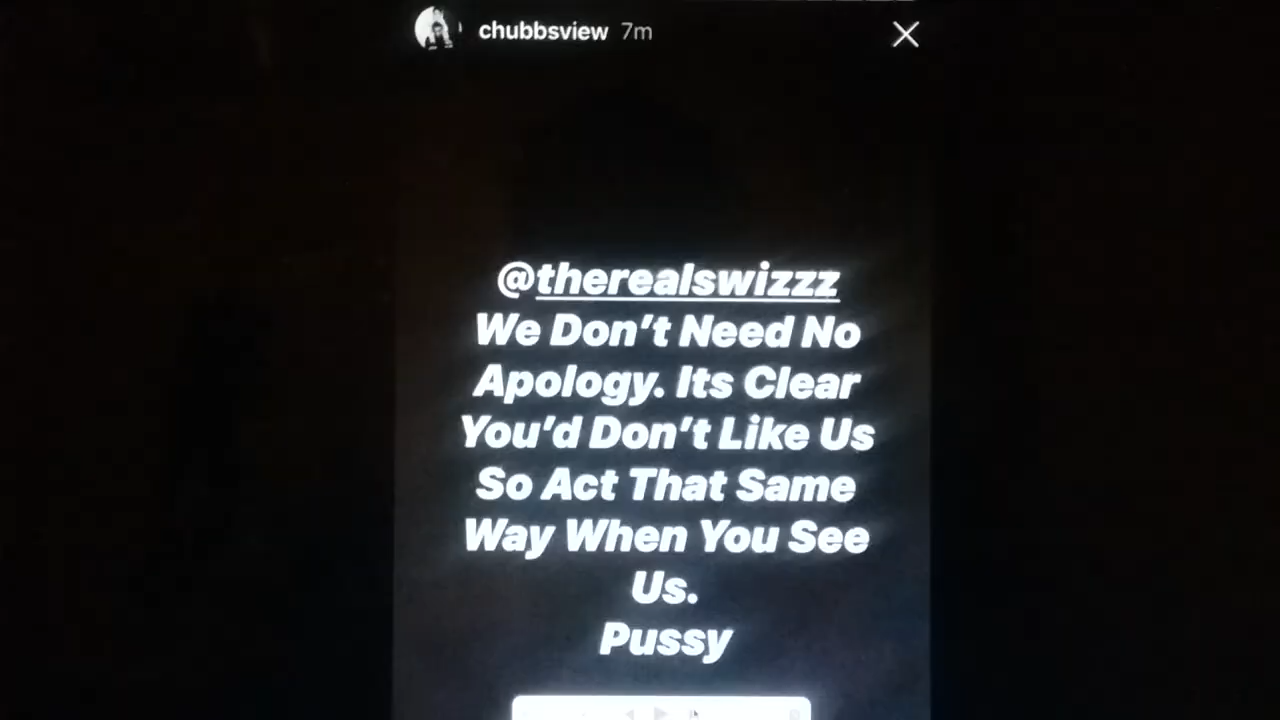 chubbsview 7m
@therealswizzz
We Don't Need No
Apology. Its Clear
You'd Don't Like Us
So Act That Same
Way When You See
Us.
Pussy